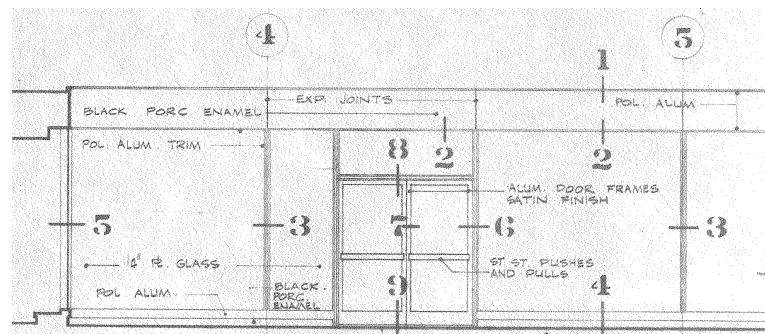 4
5
1
EXP. JOINTS
BLACK PORC ENAMEL
POL. ALUM
POL. ALUM TRIM
8
2
2
ALUM. DOOR FRAMES
SATIN FINISH
5
3
7
6
3
1/4" PL. GLASS
ST. ST. PUSHES
AND PULLS
BLACK.
PORC.
ENAMEL
POL ALUM.
9
4